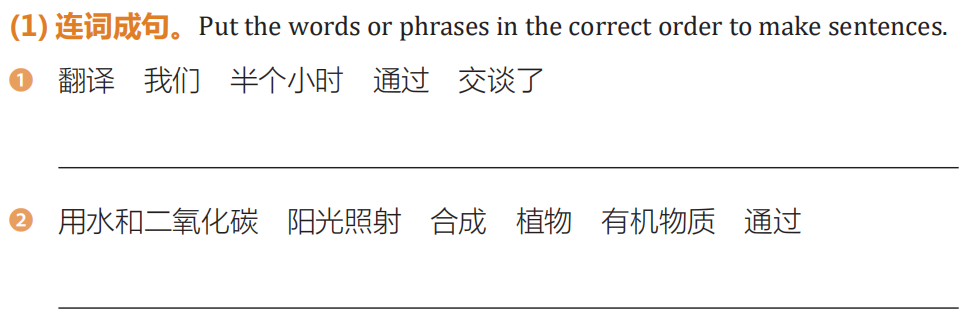 (1) 连词成句。Put the words or phrases in the correct order to make sentences.
1 翻译 我们 半个小时 通过 交谈了
2 用水和二氧化碳 阳光照射 合成 植物 有机物质 通过